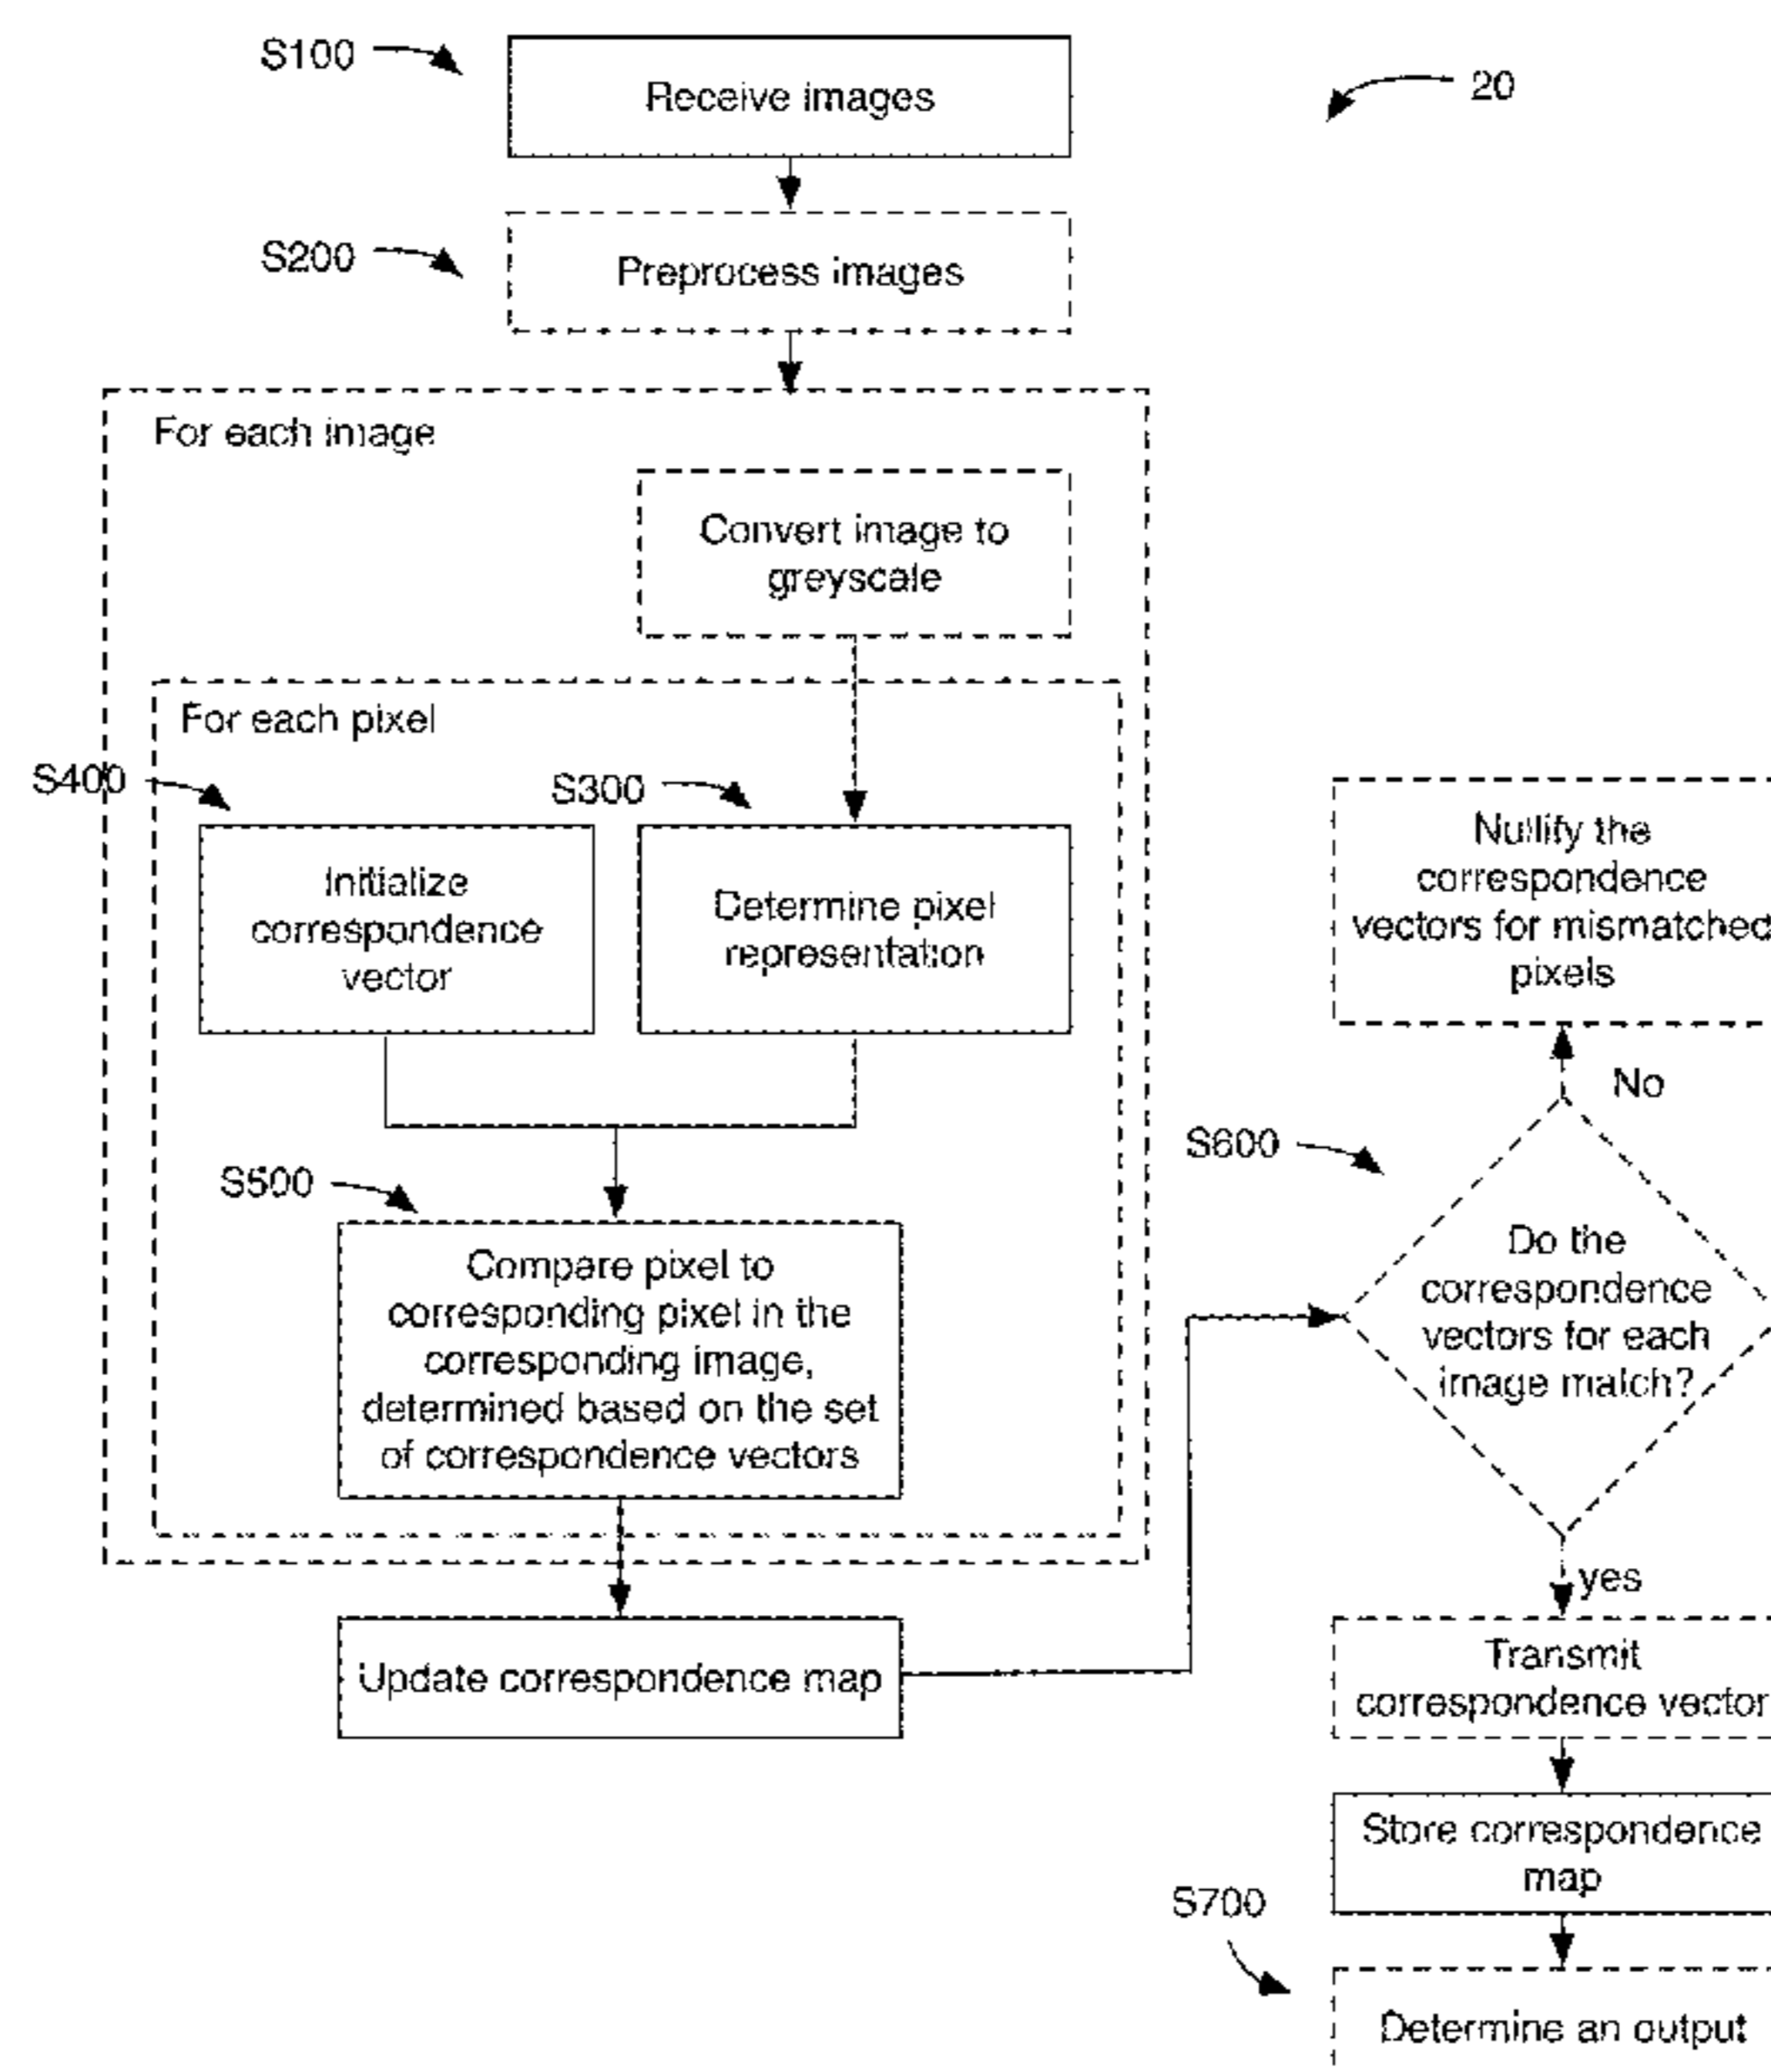 S100
Receive images
20
S200
Preprocess images
For each image
Convert image to
greyscale
For each pixel
S400
S300
Initialize
correspondence
vector
Determine pixel
representation
S500
Compare pixel to
corresponding pixel in the
corresponding image,
determined based on the set
of correspondence vectors
Update correspondence map
Nullify the
correspondence
vectors for mismatched
pixels
No
S600
Do the
correspondence
vectors for each
image match?
yes
Transmit
correspondence vector
Store correspondence
map
S700
Determine an output